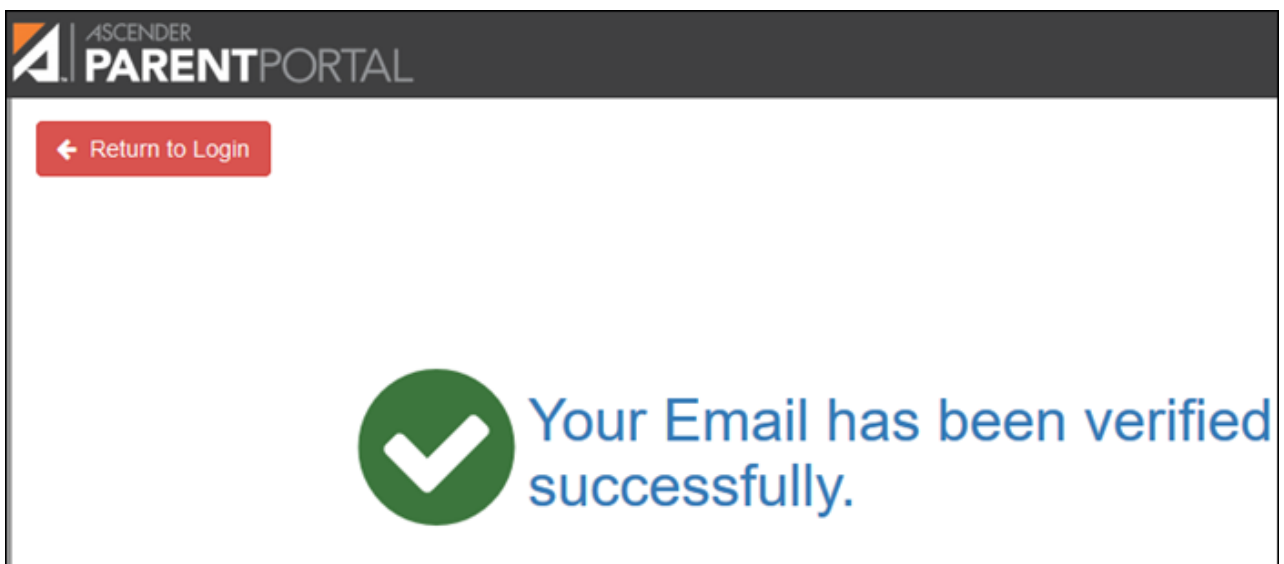 ASCENDER
PARENTPORTAL
Return to Login
Your Email has been verified
successfully.